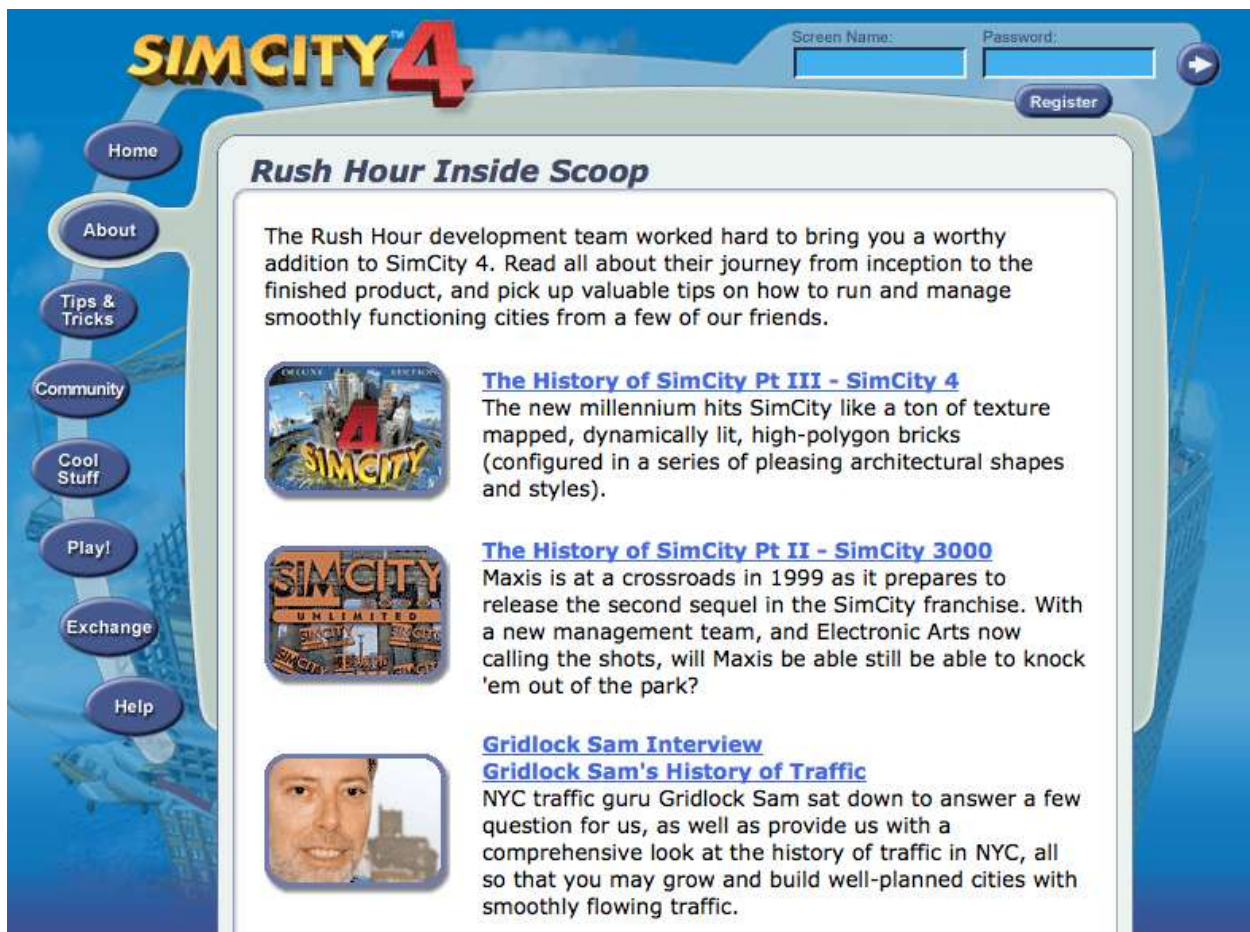 SIMCITY 4™
Screen Name:
Password:
Register
Home
About
Tips &
Tricks
Community
Cool
Stuff
Play!
Exchange
Help
Rush Hour Inside Scoop
The Rush Hour development team worked hard to bring you a worthy
addition to SimCity 4. Read all about their journey from inception to the
finished product, and pick up valuable tips on how to run and manage
smoothly functioning cities from a few of our friends.
DELUXE EDITION
4
SIMCITY
The History of SimCity Pt III - SimCity 4
The new millennium hits SimCity like a ton of texture
mapped, dynamically lit, high-polygon bricks
(configured in a series of pleasing architectural shapes
and styles).
SIMCITY
UNLIMITED
SIMCITY
The History of SimCity Pt II - SimCity 3000
Maxis is at a crossroads in 1999 as it prepares to
release the second sequel in the SimCity franchise. With
a new management team, and Electronic Arts now
calling the shots, will Maxis be able still be able to knock
'em out of the park?
Gridlock Sam Interview
Gridlock Sam's History of Traffic
NYC traffic guru Gridlock Sam sat down to answer a few
question for us, as well as provide us with a
comprehensive look at the history of traffic in NYC, all
so that you may grow and build well-planned cities with
smoothly flowing traffic.